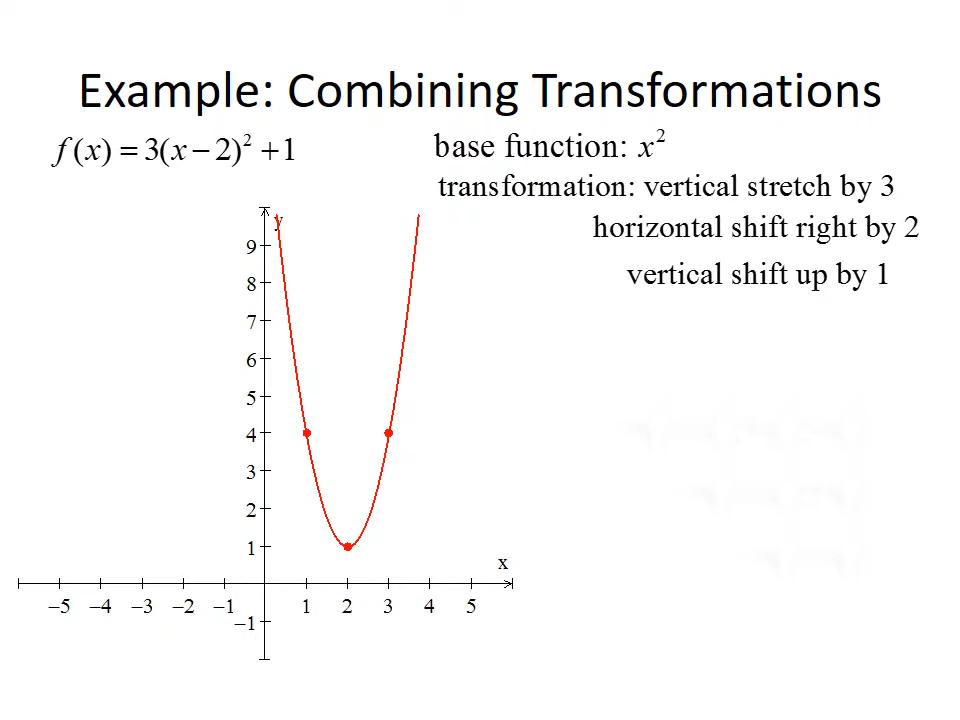 Example: Combining Transformations
f(x) = 3(x − 2)² + 1
base function: x²
transformation: vertical stretch by 3
horizontal shift right by 2
vertical shift up by 1
y
9
8
7
6
5
4
3
2
1
x
−5 −4 −3 −2 −1 1 2 3 4 5
−1